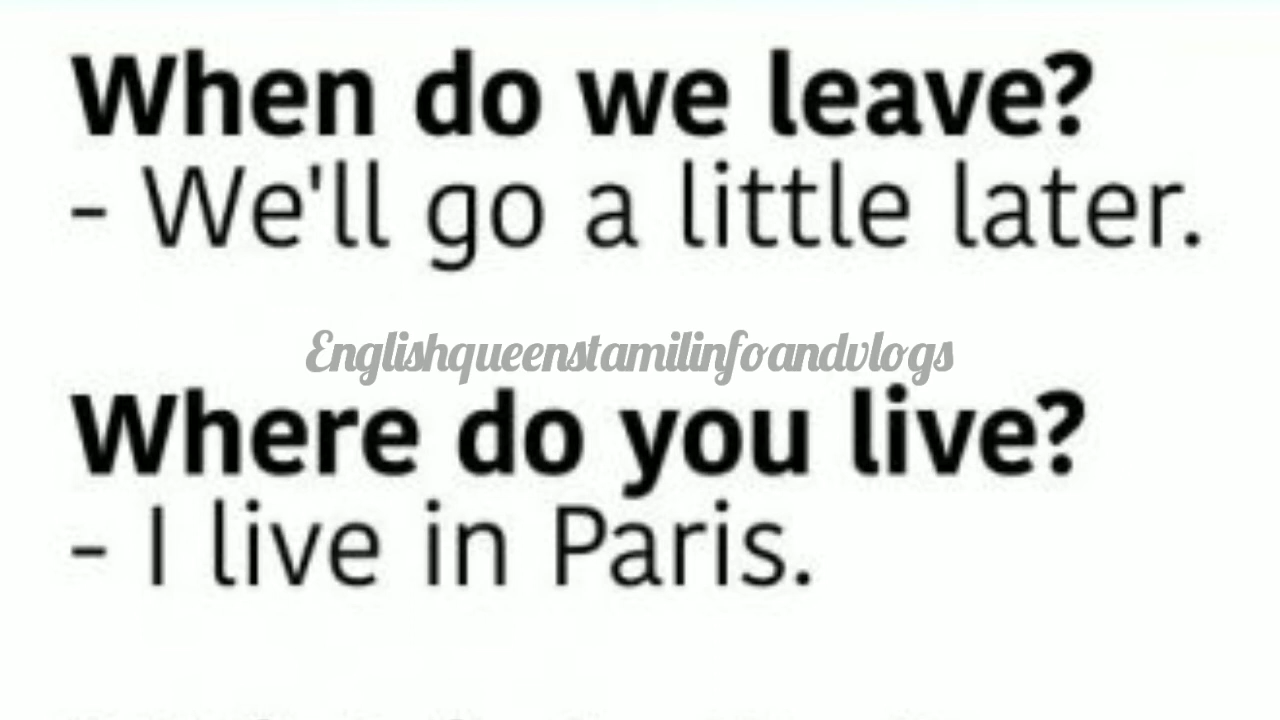 When do we leave?
- We'll go a little later.
Englishqueenstamilinfoandvlogs
Where do you live?
- I live in Paris.